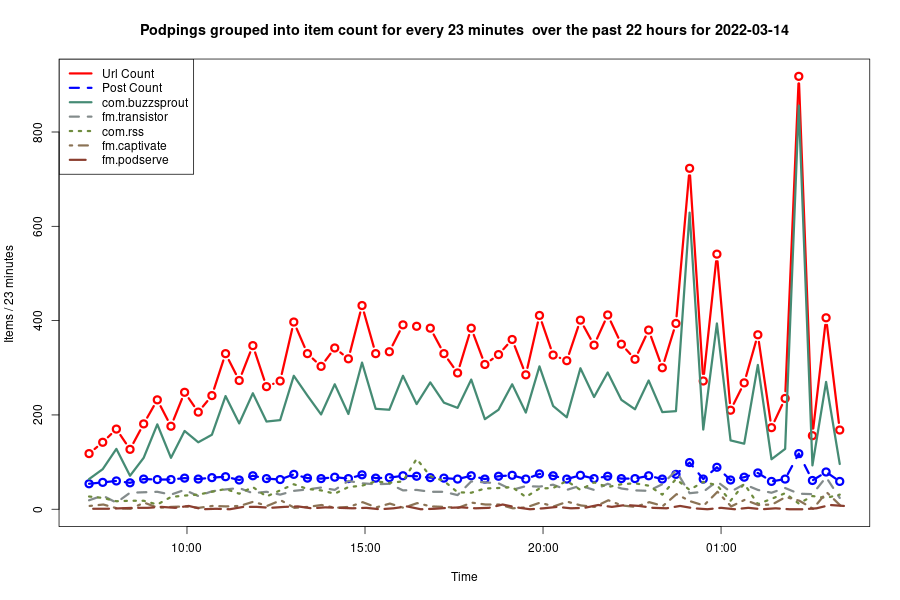 Podpings grouped into item count for every 23 minutes  over the past 22 hours for 2022-03-14
Url Count
Post Count
com.buzzsprout
fm.transistor
com.rss
fm.captivate
fm.podserve
800
600
400
200
0
Items / 23 minutes
10:00
15:00
20:00
01:00
Time